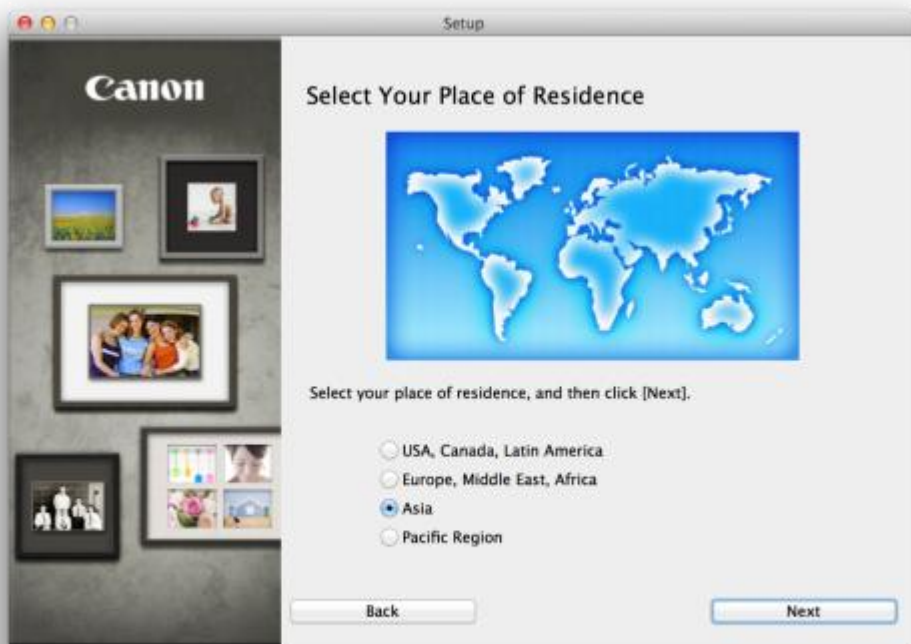 Setup
Canon
Select Your Place of Residence
Select your place of residence, and then click [Next].
USA, Canada, Latin America
Europe, Middle East, Africa
Asia
Pacific Region
Back
Next